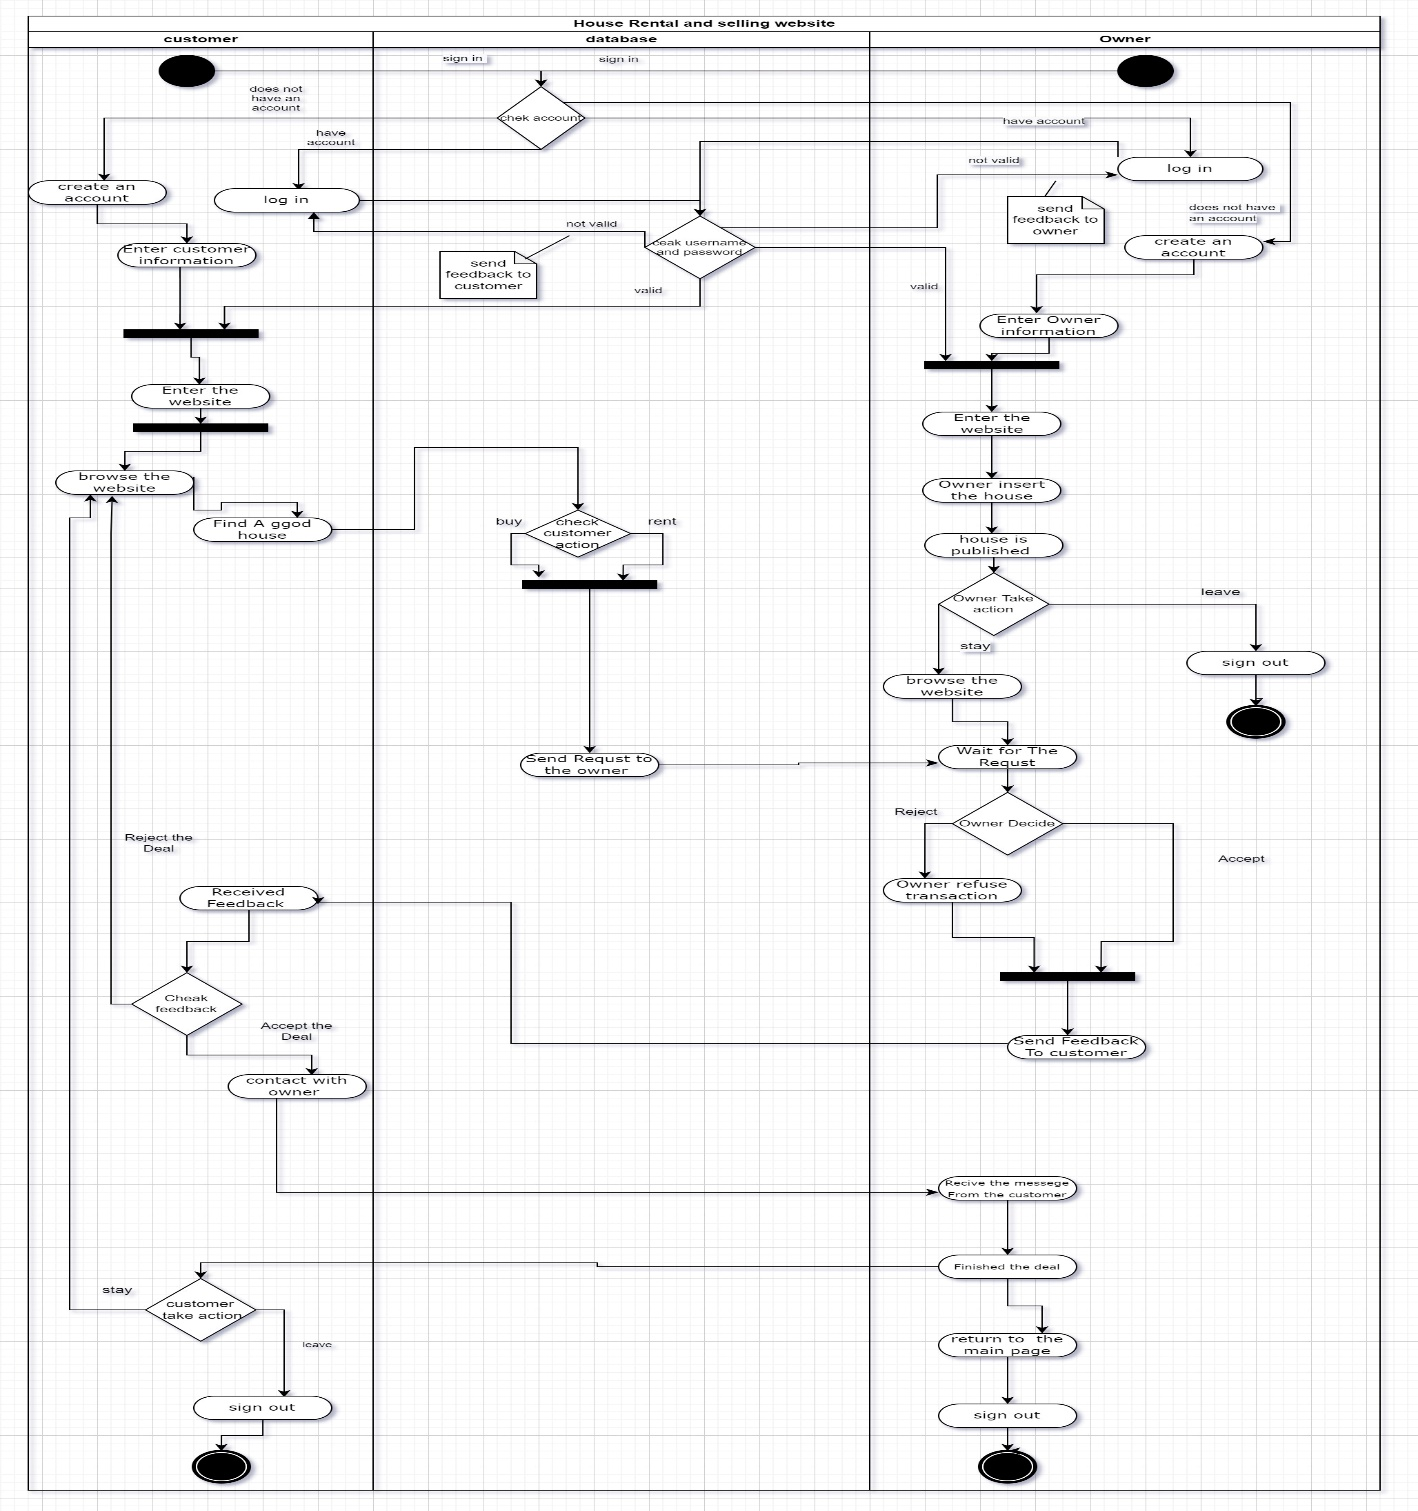 House Rental and selling website
customer
database
Owner
sign in
sign in
does not
have an
account
chek account
have account
have
account
not valid
log in
create an
account
log in
send
feedback to
owner
does not have
an account
not valid
ceak username
and password
create an
account
Enter customer
information
send
feedback to
customer
valid
valid
Enter Owner
information
Enter the
website
Enter the
website
browse the
website
Owner insert
the house
Find A ggod
house
buy
check
customer
action
rent
house is
published
Owner Take
action
leave
stay
sign out
browse the
website
Send Requst to
the owner
Wait for The
Requst
Reject
Owner Decide
Reject the
Deal
Accept
Received
Feedback
Owner refuse
transaction
Cheak
feedback
Accept the
Deal
Send Feedback
To customer
contact with
owner
Recive the messege
From the customer
Finished the deal
stay
customer
take action
leave
return to the
main page
sign out
sign out